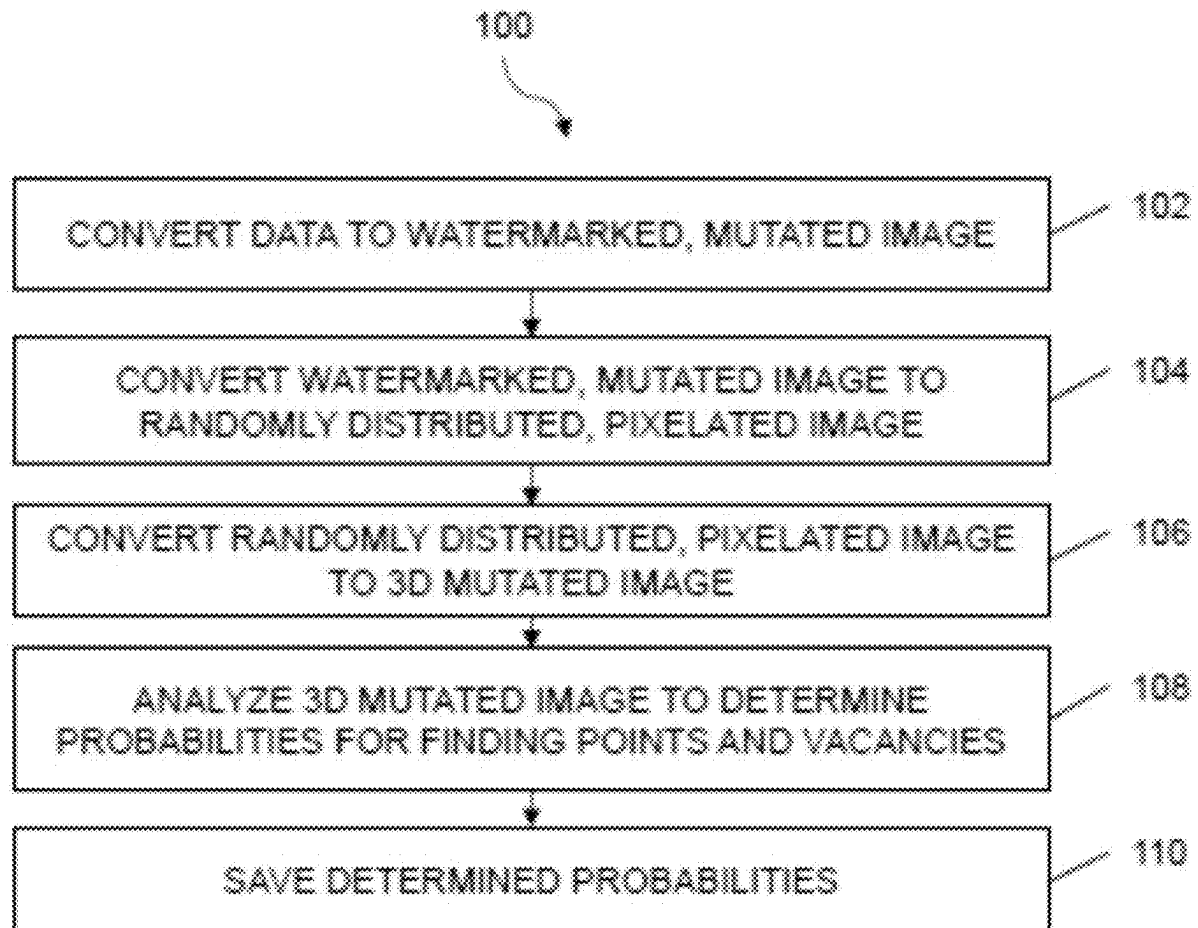 100
CONVERT DATA TO WATERMARKED, MUTATED IMAGE
102
CONVERT WATERMARKED, MUTATED IMAGE TO
RANDOMLY DISTRIBUTED, PIXELATED IMAGE
104
CONVERT RANDOMLY DISTRIBUTED, PIXELATED IMAGE
TO 3D MUTATED IMAGE
106
ANALYZE 3D MUTATED IMAGE TO DETERMINE
PROBABILITIES FOR FINDING POINTS AND VACANCIES
108
SAVE DETERMINED PROBABILITIES
110